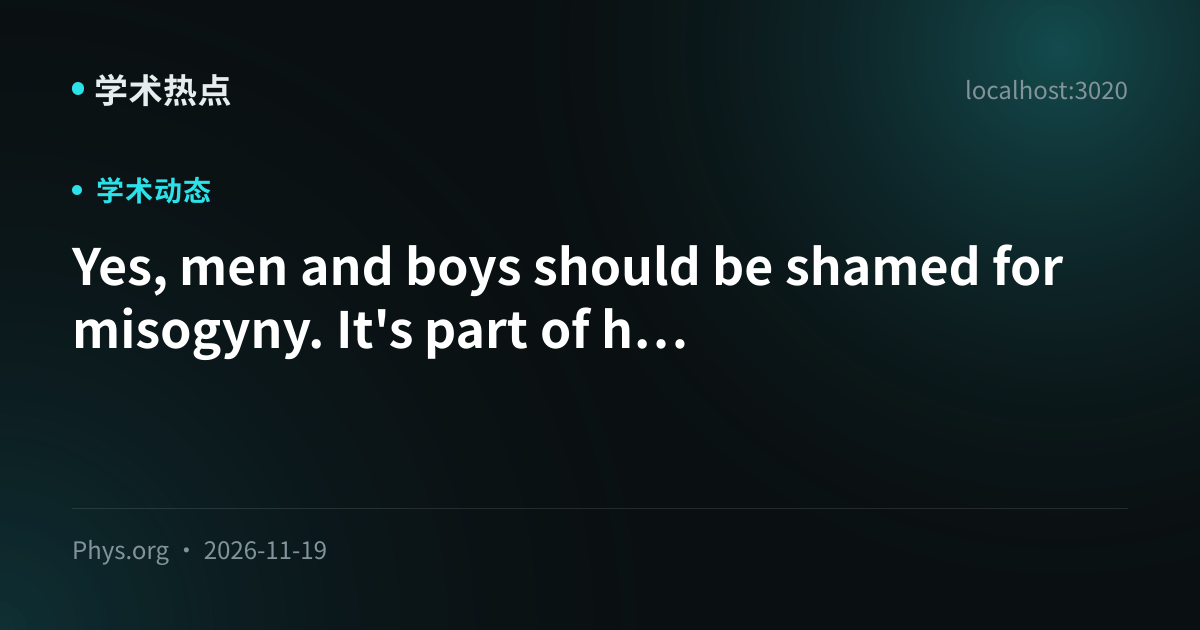 学术热点
localhost:3020
学术动态
Yes, men and boys should be shamed for
misogyny. It's part of h…
Phys.org · 2026-11-19